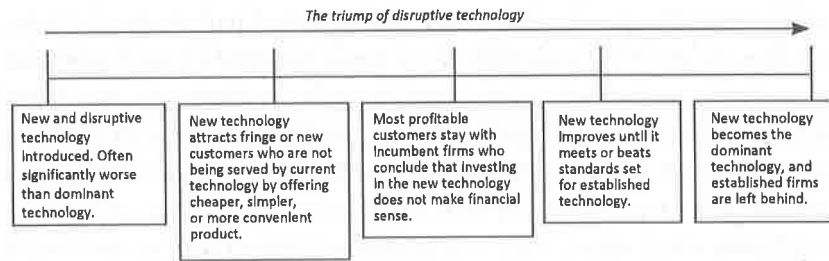 The triump of disruptive technology
New and disruptive
technology
introduced. Often
significantly worse
than dominant
technology.
New technology
attracts fringe or new
customers who are not
being served by current
technology by offering
cheaper, simpler,
or more convenient
product.
Most profitable
customers stay with
incumbent firms who
conclude that investing
in the new technology
does not make financial
sense.
New technology
improves until it
meets or beats
standards set
for established
technology.
New technology
becomes the
dominant
technology, and
established firms
are left behind.